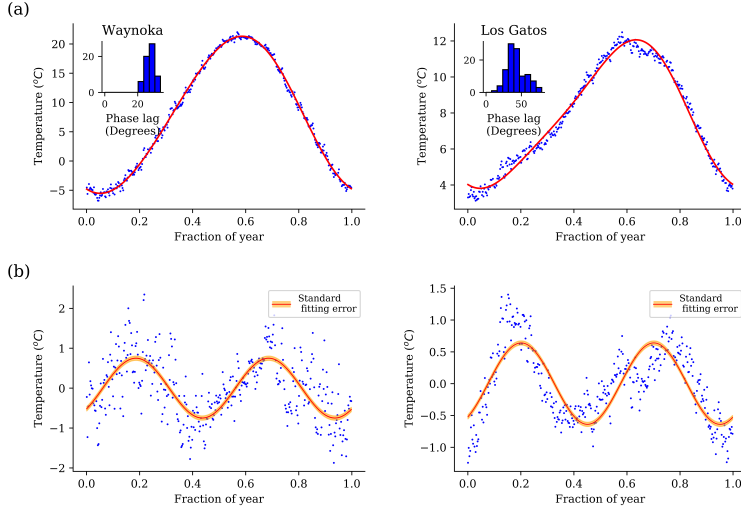 (a)
Waynoka
Los Gatos
Temperature (°C)
20
15
10
5
0
−5
20
0
0
20
Phase lag
(Degrees)
0.0 0.2 0.4 0.6 0.8 1.0
Fraction of year
Temperature (°C)
12
10
8
6
4
20
0
0
50
Phase lag
(Degrees)
0.0 0.2 0.4 0.6 0.8 1.0
Fraction of year
(b)
Temperature (°C)
2
1
0
−1
−2
Standard
fitting error
0.0 0.2 0.4 0.6 0.8 1.0
Fraction of year
Temperature (°C)
1.5
1.0
0.5
0.0
−0.5
−1.0
Standard
fitting error
0.0 0.2 0.4 0.6 0.8 1.0
Fraction of year